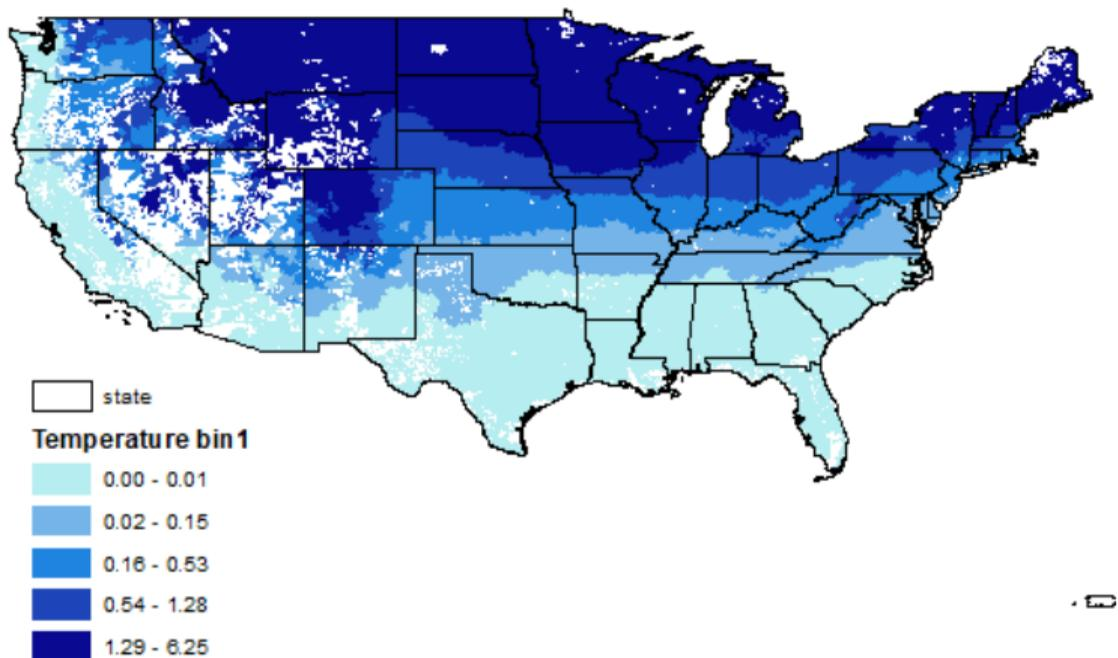 state
Temperature bin1
0.00 - 0.01
0.02 - 0.15
0.16 - 0.53
0.54 - 1.28
1.29 - 6.25